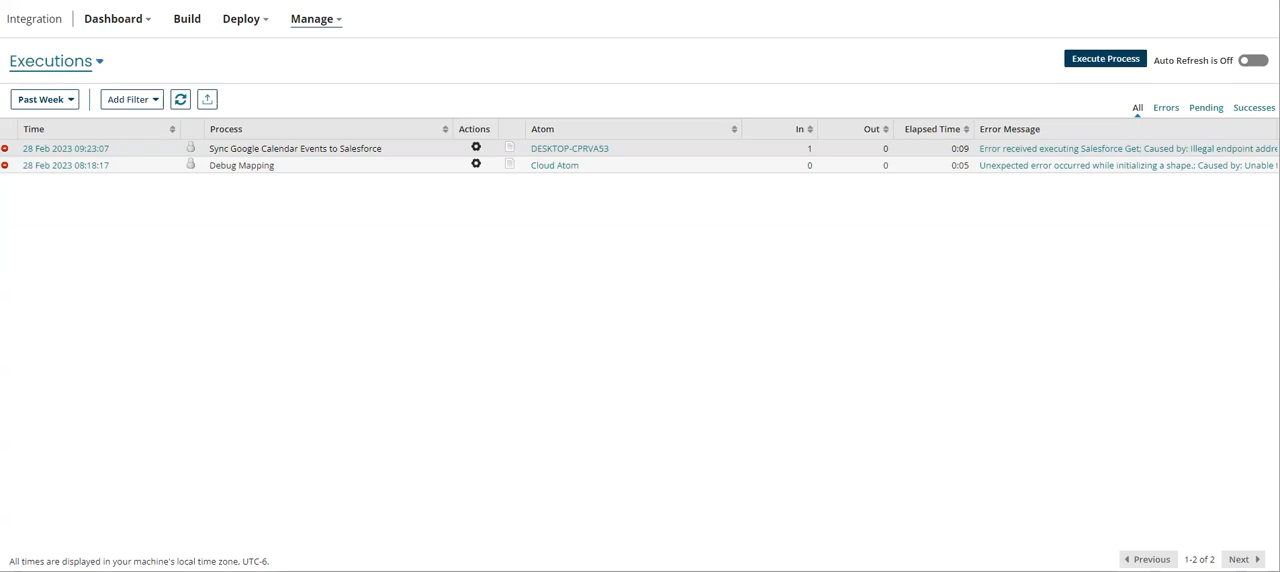 Integration Dashboard Build Deploy Manage
Executions
Execute Process Auto Refresh is Off
Past Week Add Filter
All Errors Pending Successes
Time Process Actions Atom In Out Elapsed Time Error Message
28 Feb 2023 09:23:07 Sync Google Calendar Events to Salesforce DESKTOP-CPRVA53 1 0 0:09 Error received executing Salesforce Get; Caused by: Illegal endpoint addre
28 Feb 2023 08:18:17 Debug Mapping Cloud Atom 0 0 0:05 Unexpected error occurred while initializing a shape.; Caused by: Unable t
All times are displayed in your machine's local time zone, UTC-6.
Previous 1-2 of 2 Next